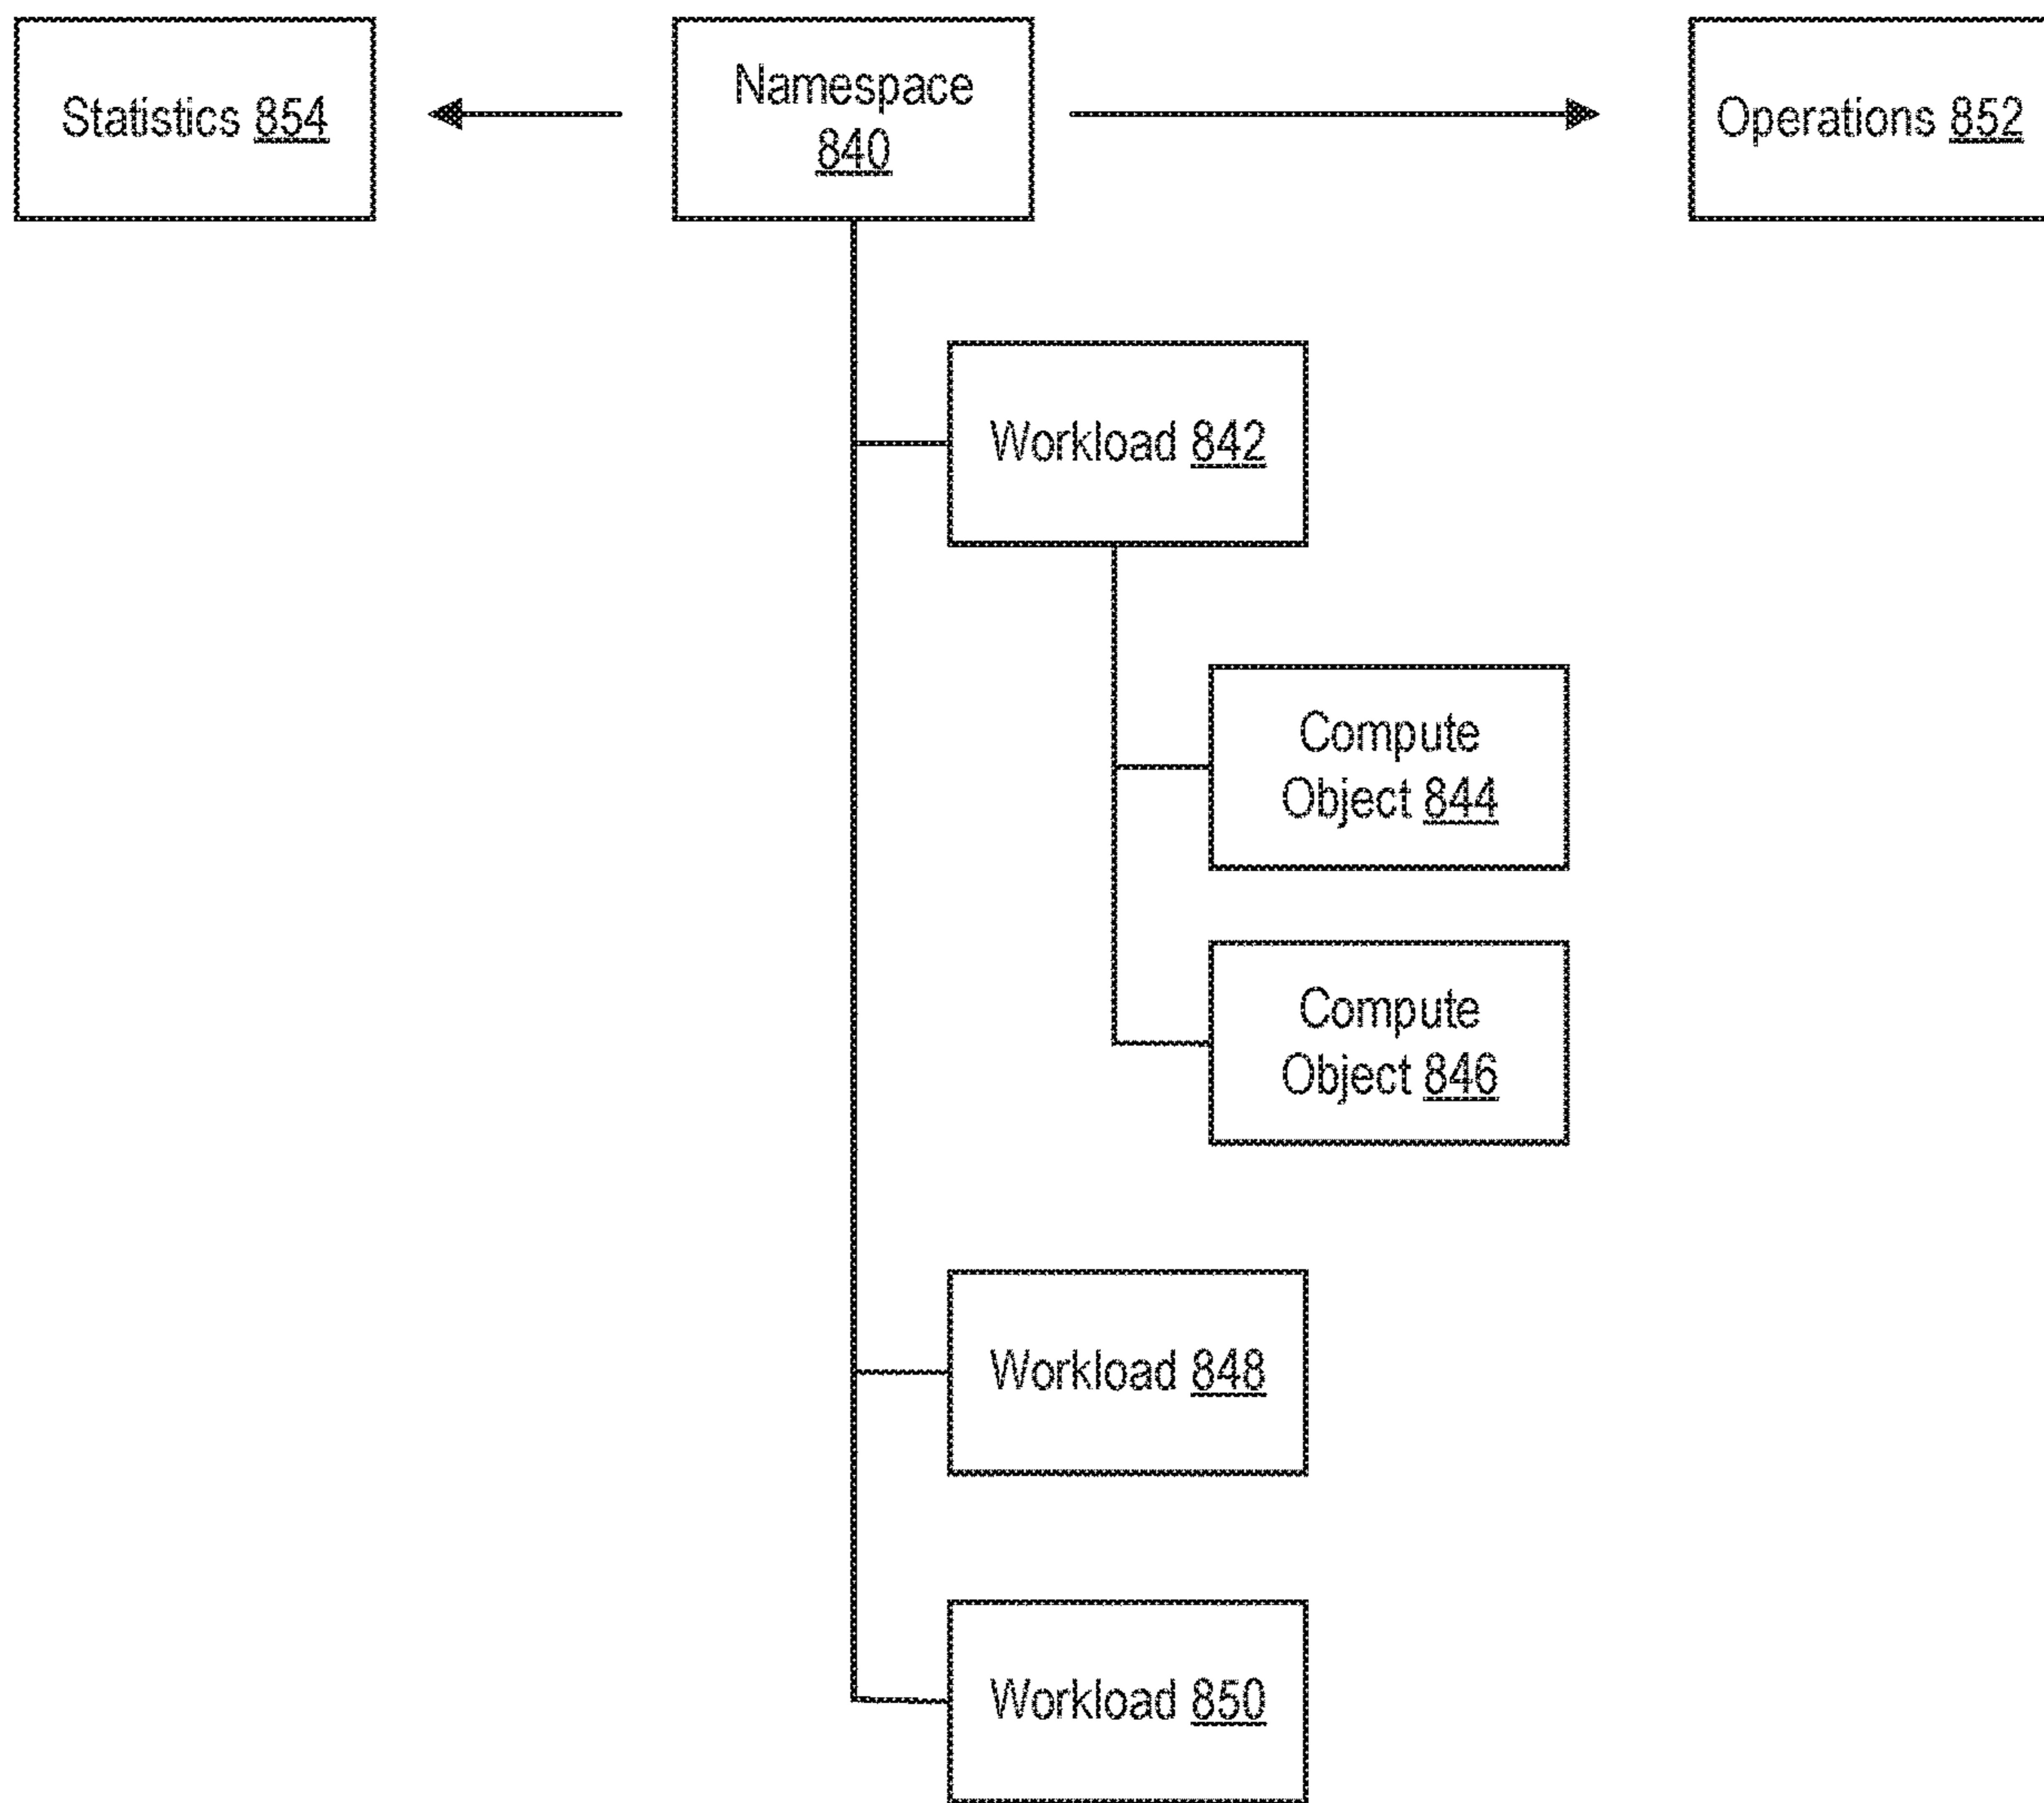 Statistics 854
Namespace
840
Operations 852
Workload 842
Compute
Object 844
Compute
Object 846
Workload 848
Workload 850